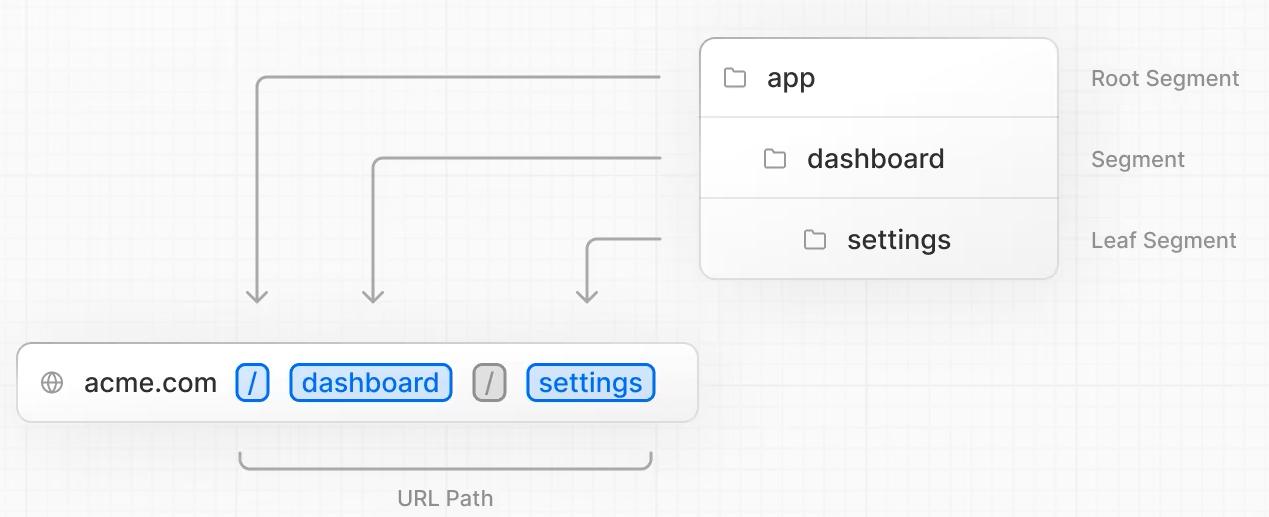 app
Root Segment
dashboard
Segment
settings
Leaf Segment
acme.com / dashboard / settings
URL Path